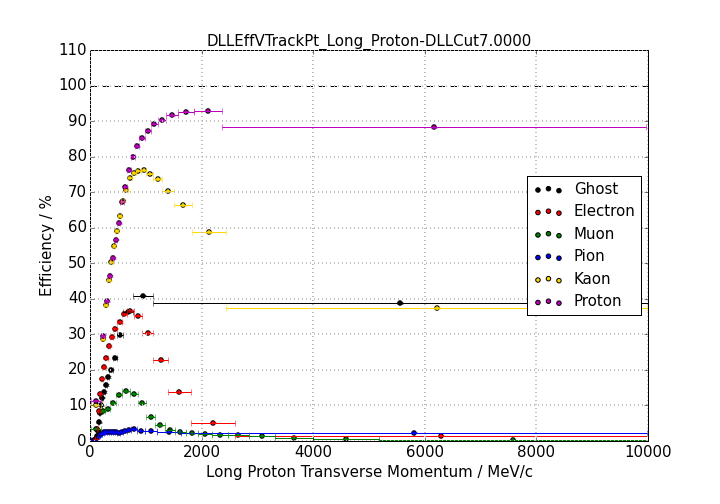 DLLEffVTrackPt_Long_Proton-DLLCut7.0000
110
100
90
80
70
60
50
40
30
20
10
0
Efficiency / %
Ghost
Electron
Muon
Pion
Kaon
Proton
0 2000 4000 6000 8000 10000
Long Proton Transverse Momentum / MeV/c